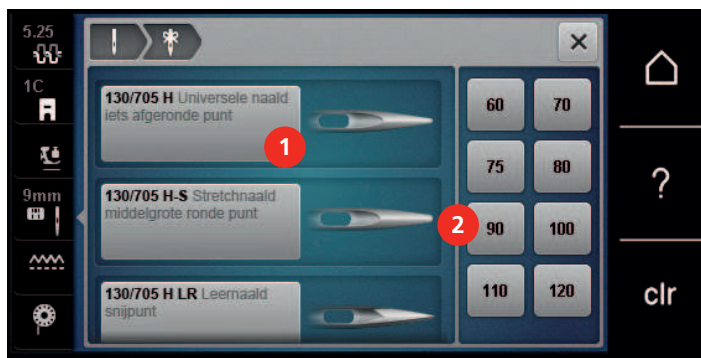 5.25
1C
9mm
130/705 H Universele naald
iets afgeronde punt
1
130/705 H-S Stretchnaald
middelgrote ronde punt
2
130/705 H LR Leernaald
snijpunt
60 70
75 80
90 100
110 120
?
clr